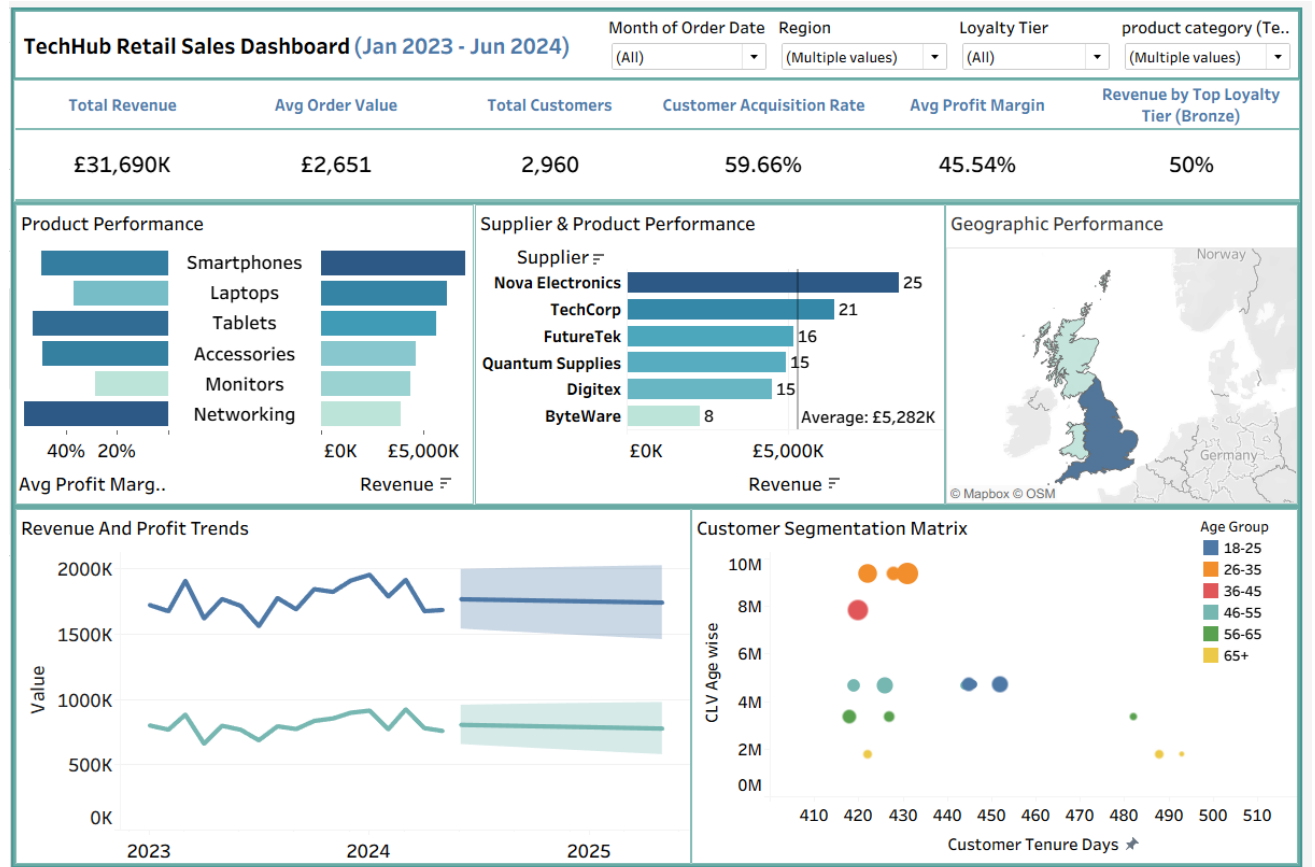 TechHub Retail Sales Dashboard (Jan 2023 - Jun 2024)
Month of Order Date
(All)
Region
(Multiple values)
Loyalty Tier
(All)
product category (Te..
(Multiple values)
Total Revenue
£31,690K
Avg Order Value
£2,651
Total Customers
2,960
Customer Acquisition Rate
59.66%
Avg Profit Margin
45.54%
Revenue by Top Loyalty
Tier (Bronze)
50%
Product Performance
Smartphones
Laptops
Tablets
Accessories
Monitors
Networking
40% 20%
£0K £5,000K
Avg Profit Marg..
Revenue
Supplier & Product Performance
Supplier
Nova Electronics 25
TechCorp 21
FutureTek 16
Quantum Supplies 15
Digitex 15
ByteWare 8
Average: £5,282K
£0K £5,000K
Revenue
Geographic Performance
Norway
Germany
© Mapbox © OSM
Revenue And Profit Trends
Value
2000K
1500K
1000K
500K
0K
2023 2024 2025
Customer Segmentation Matrix
CLV Age wise
10M
8M
6M
4M
2M
0M
410 420 430 440 450 460 470 480 490 500 510
Customer Tenure Days
Age Group
18-25
26-35
36-45
46-55
56-65
65+